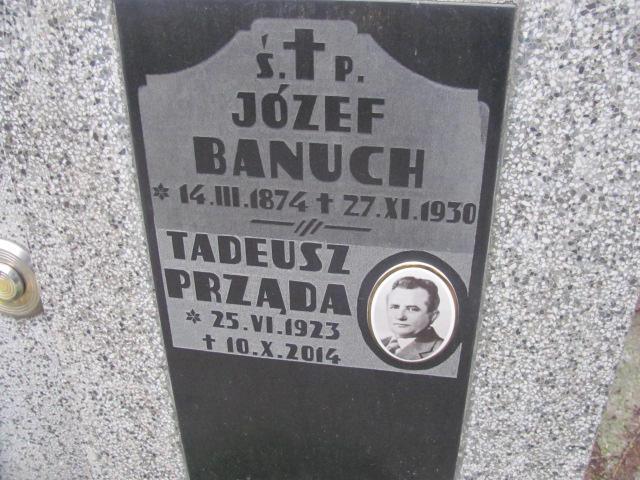 Ś. ✝ P.
JÓZEF
BANUCH
* 14.III.1874 ✝ 27.XI.1930
TADEUSZ
PRZĄDA
* 25.VI.1923
✝ 10.X.2014